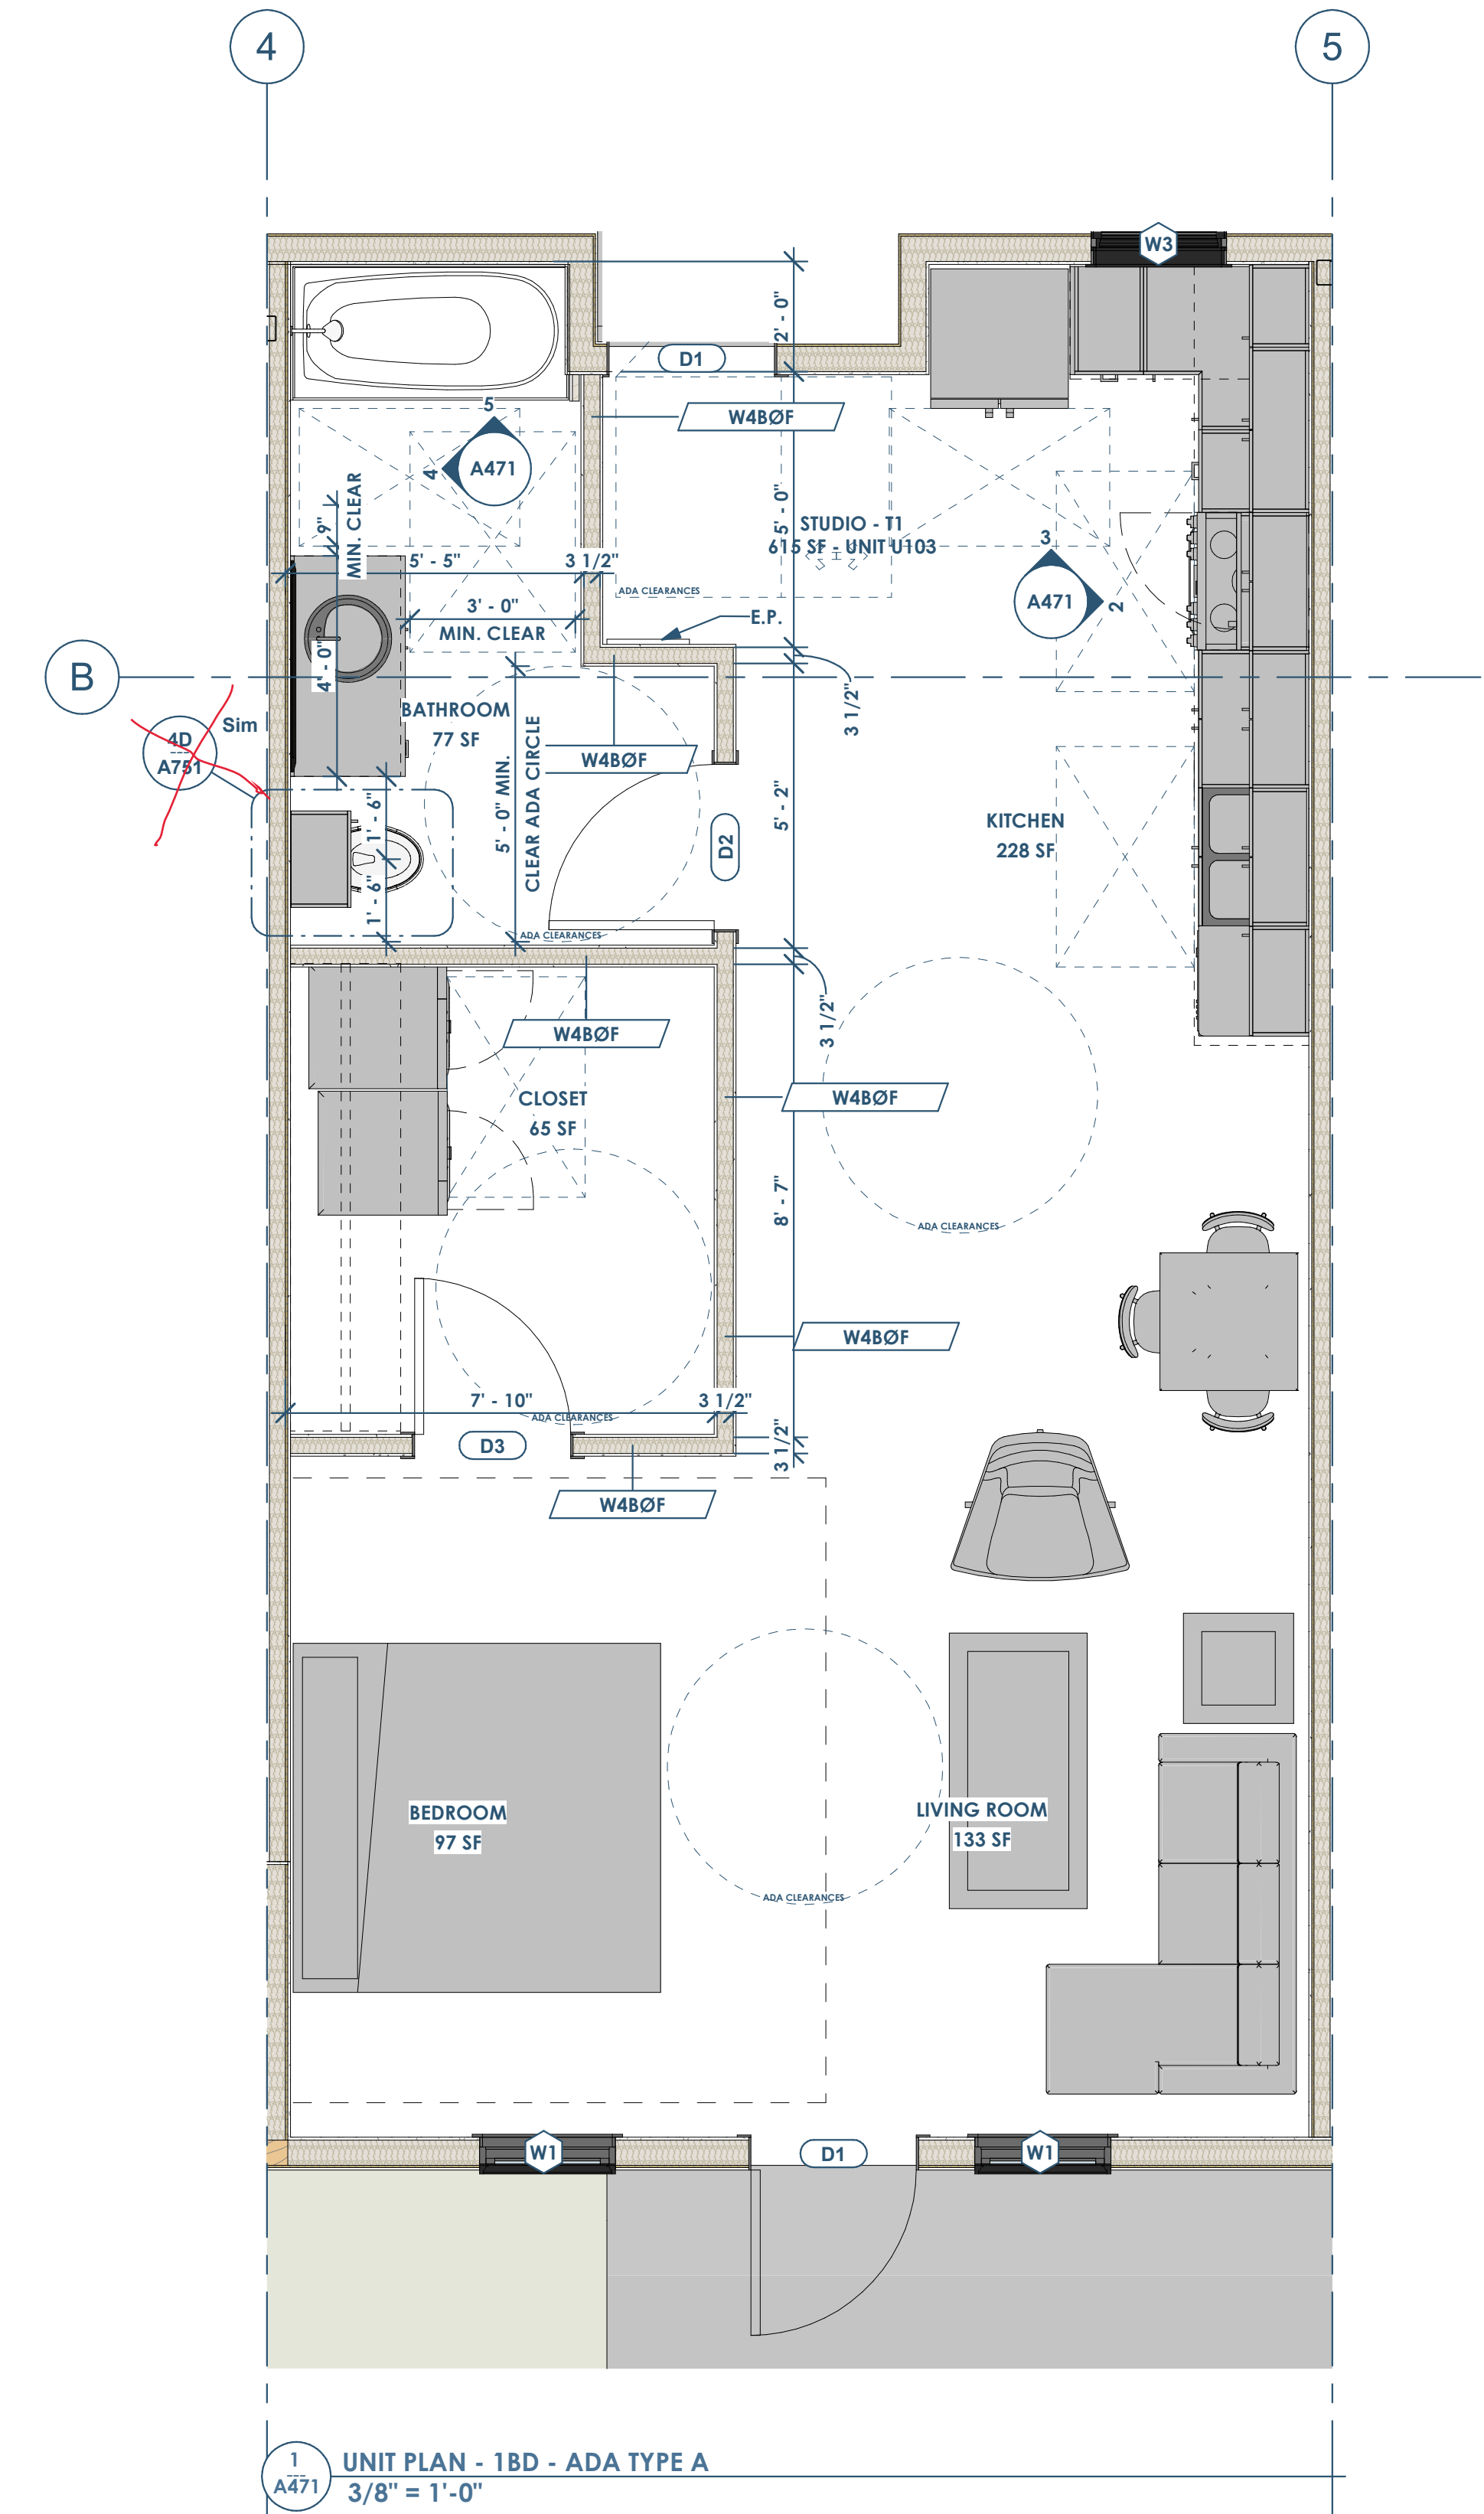 4
5
W3
2' - 0"
D1
W4BØF
5
4
A471
9"
MIN. CLEAR
5' - 0"
STUDIO - T1
615 SF - UNIT U103
3
A471
2
5' - 5"
3 1/2"
ADA CLEARANCES
3' - 0"
MIN. CLEAR
E.P.
4' - 0"
B
3 1/2"
BATHROOM
77 SF
Sim
4D
A751
W4BØF
5' - 0" MIN.
CLEAR ADA CIRCLE
1' - 6"
1' - 6"
D2
5' - 2"
KITCHEN
228 SF
ADA CLEARANCES
W4BØF
3 1/2"
CLOSET
65 SF
W4BØF
8' - 7"
ADA CLEARANCES
W4BØF
7' - 10"
3 1/2"
ADA CLEARANCES
D3
3 1/2"
W4BØF
BEDROOM
97 SF
LIVING ROOM
133 SF
ADA CLEARANCES
W1
D1
W1
1
A471
UNIT PLAN - 1BD - ADA TYPE A
3/8" = 1'-0"